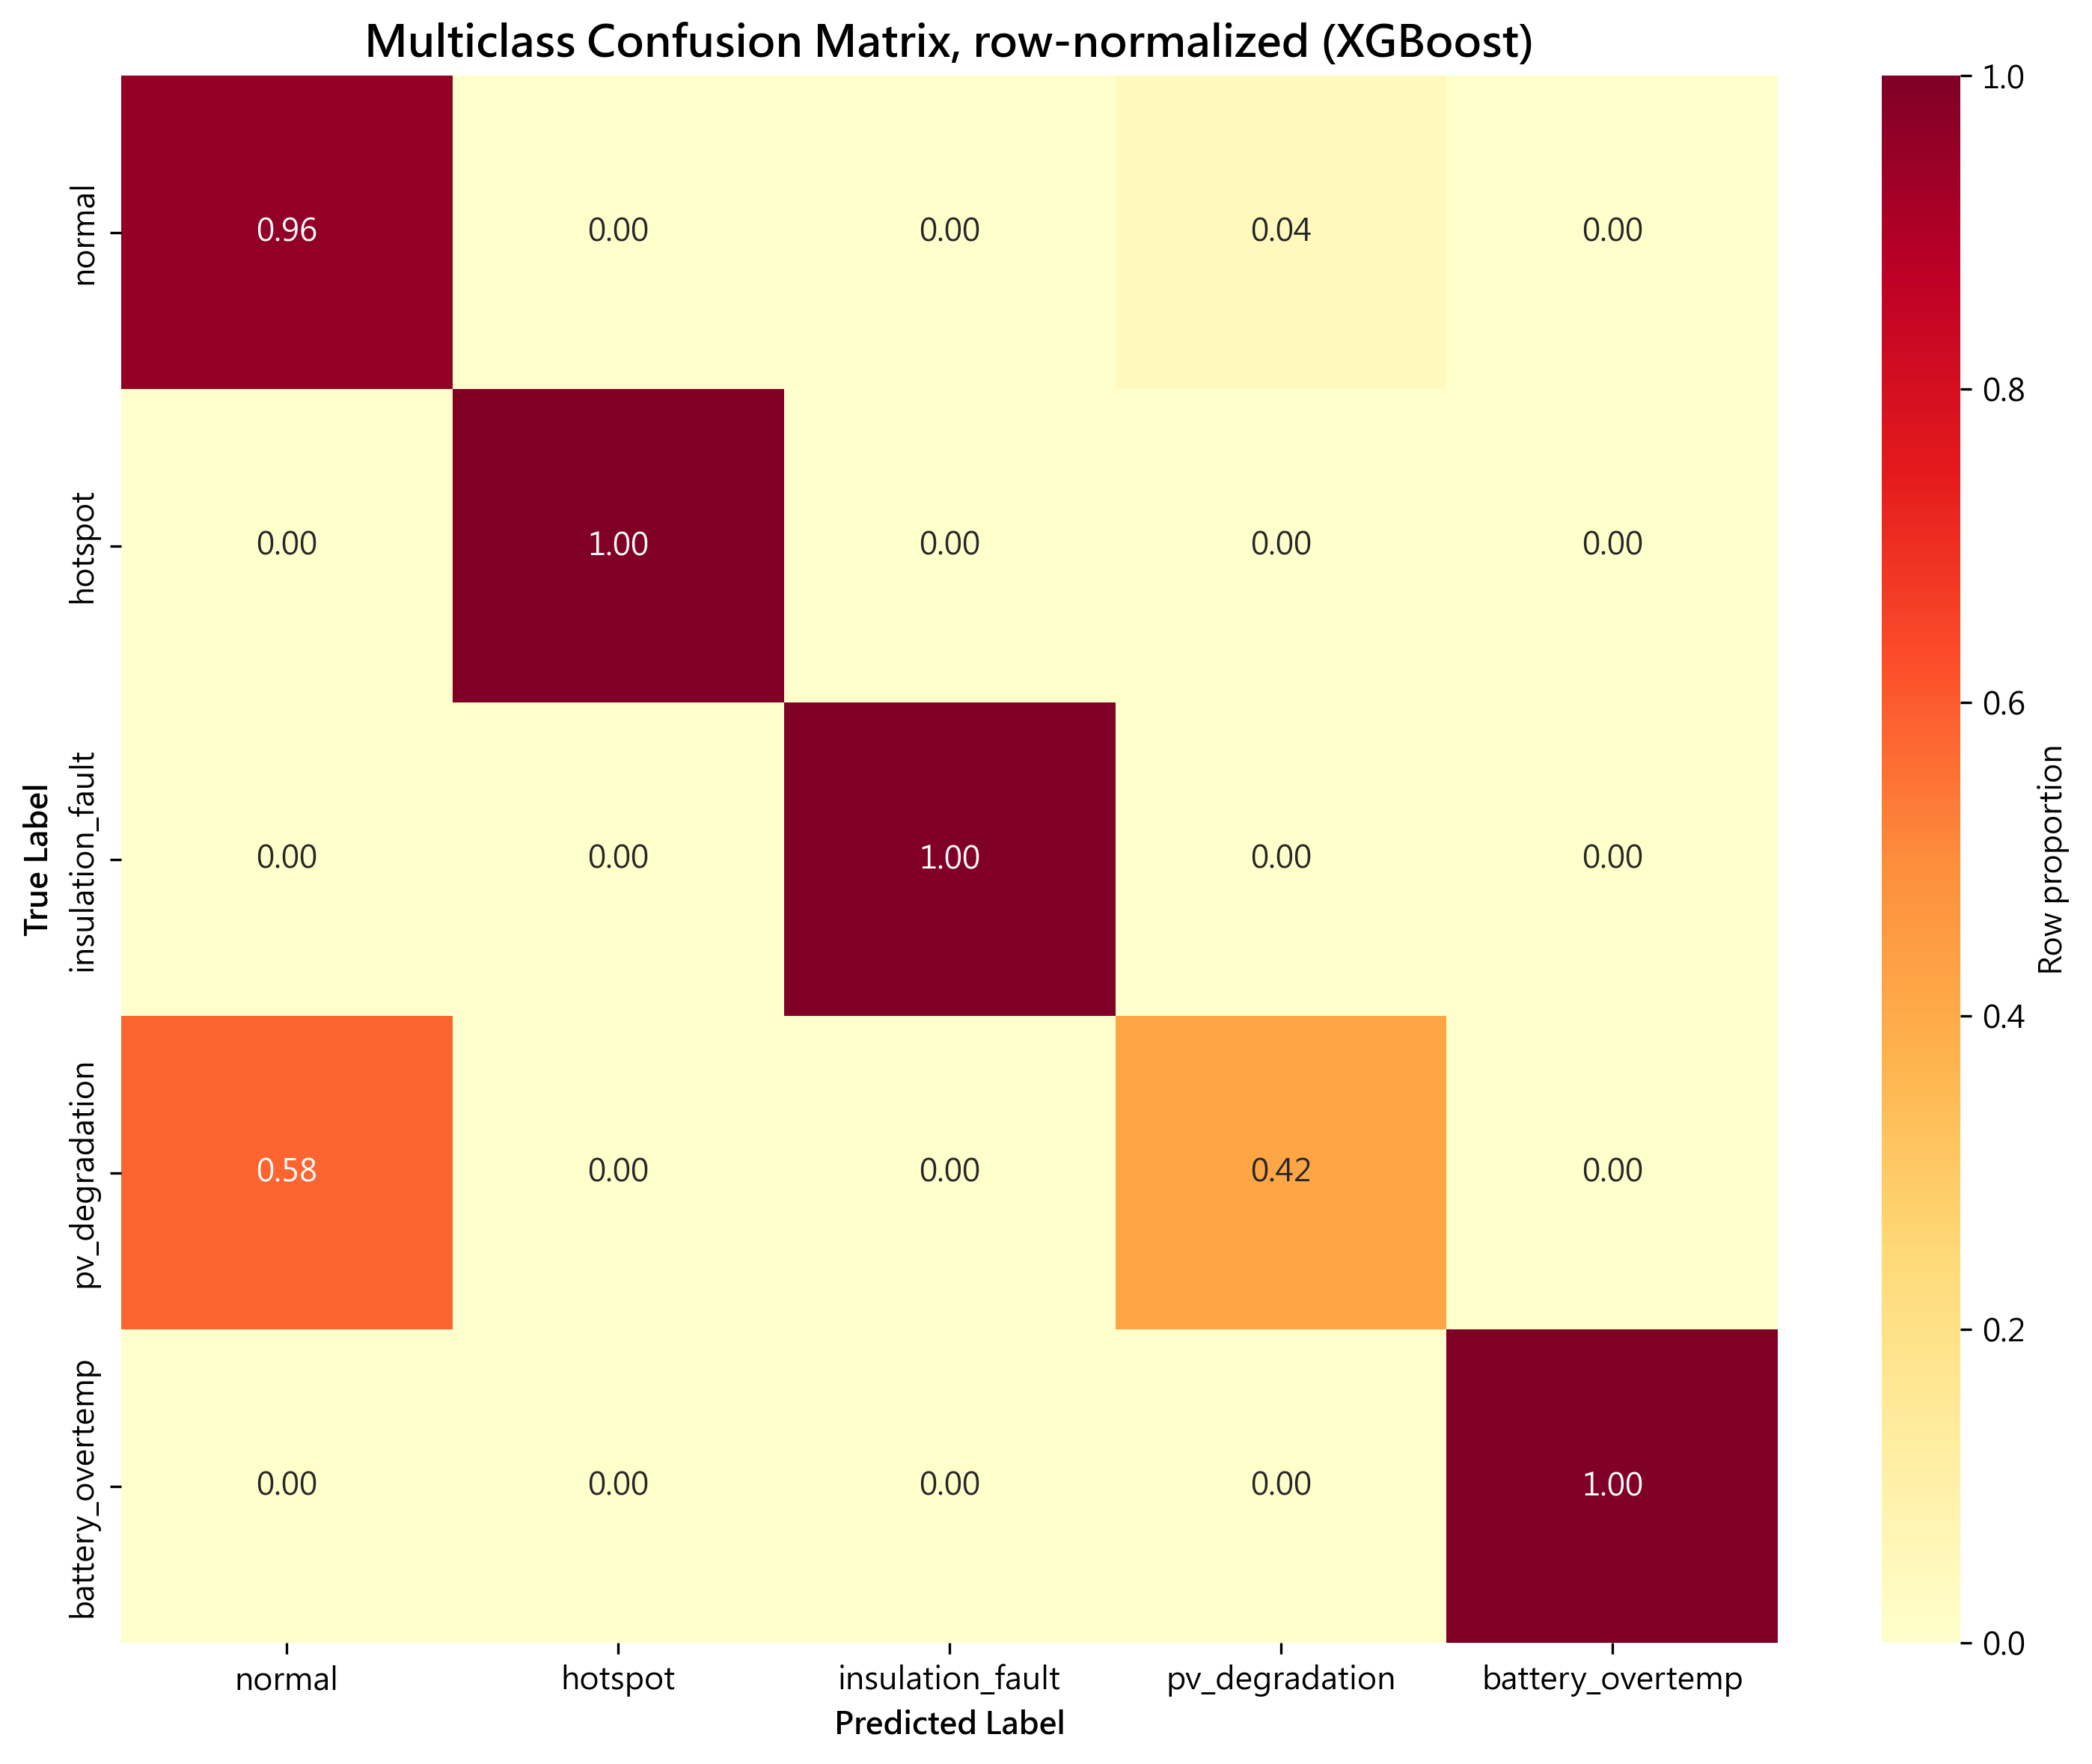 Multiclass Confusion Matrix, row-normalized (XGBoost)
True Label
normal
0.96 0.00 0.00 0.04 0.00
hotspot
0.00 1.00 0.00 0.00 0.00
insulation_fault
0.00 0.00 1.00 0.00 0.00
pv_degradation
0.58 0.00 0.00 0.42 0.00
battery_overtemp
0.00 0.00 0.00 0.00 1.00
normal hotspot insulation_fault pv_degradation battery_overtemp
Predicted Label
1.0
0.8
0.6
0.4
0.2
0.0
Row proportion